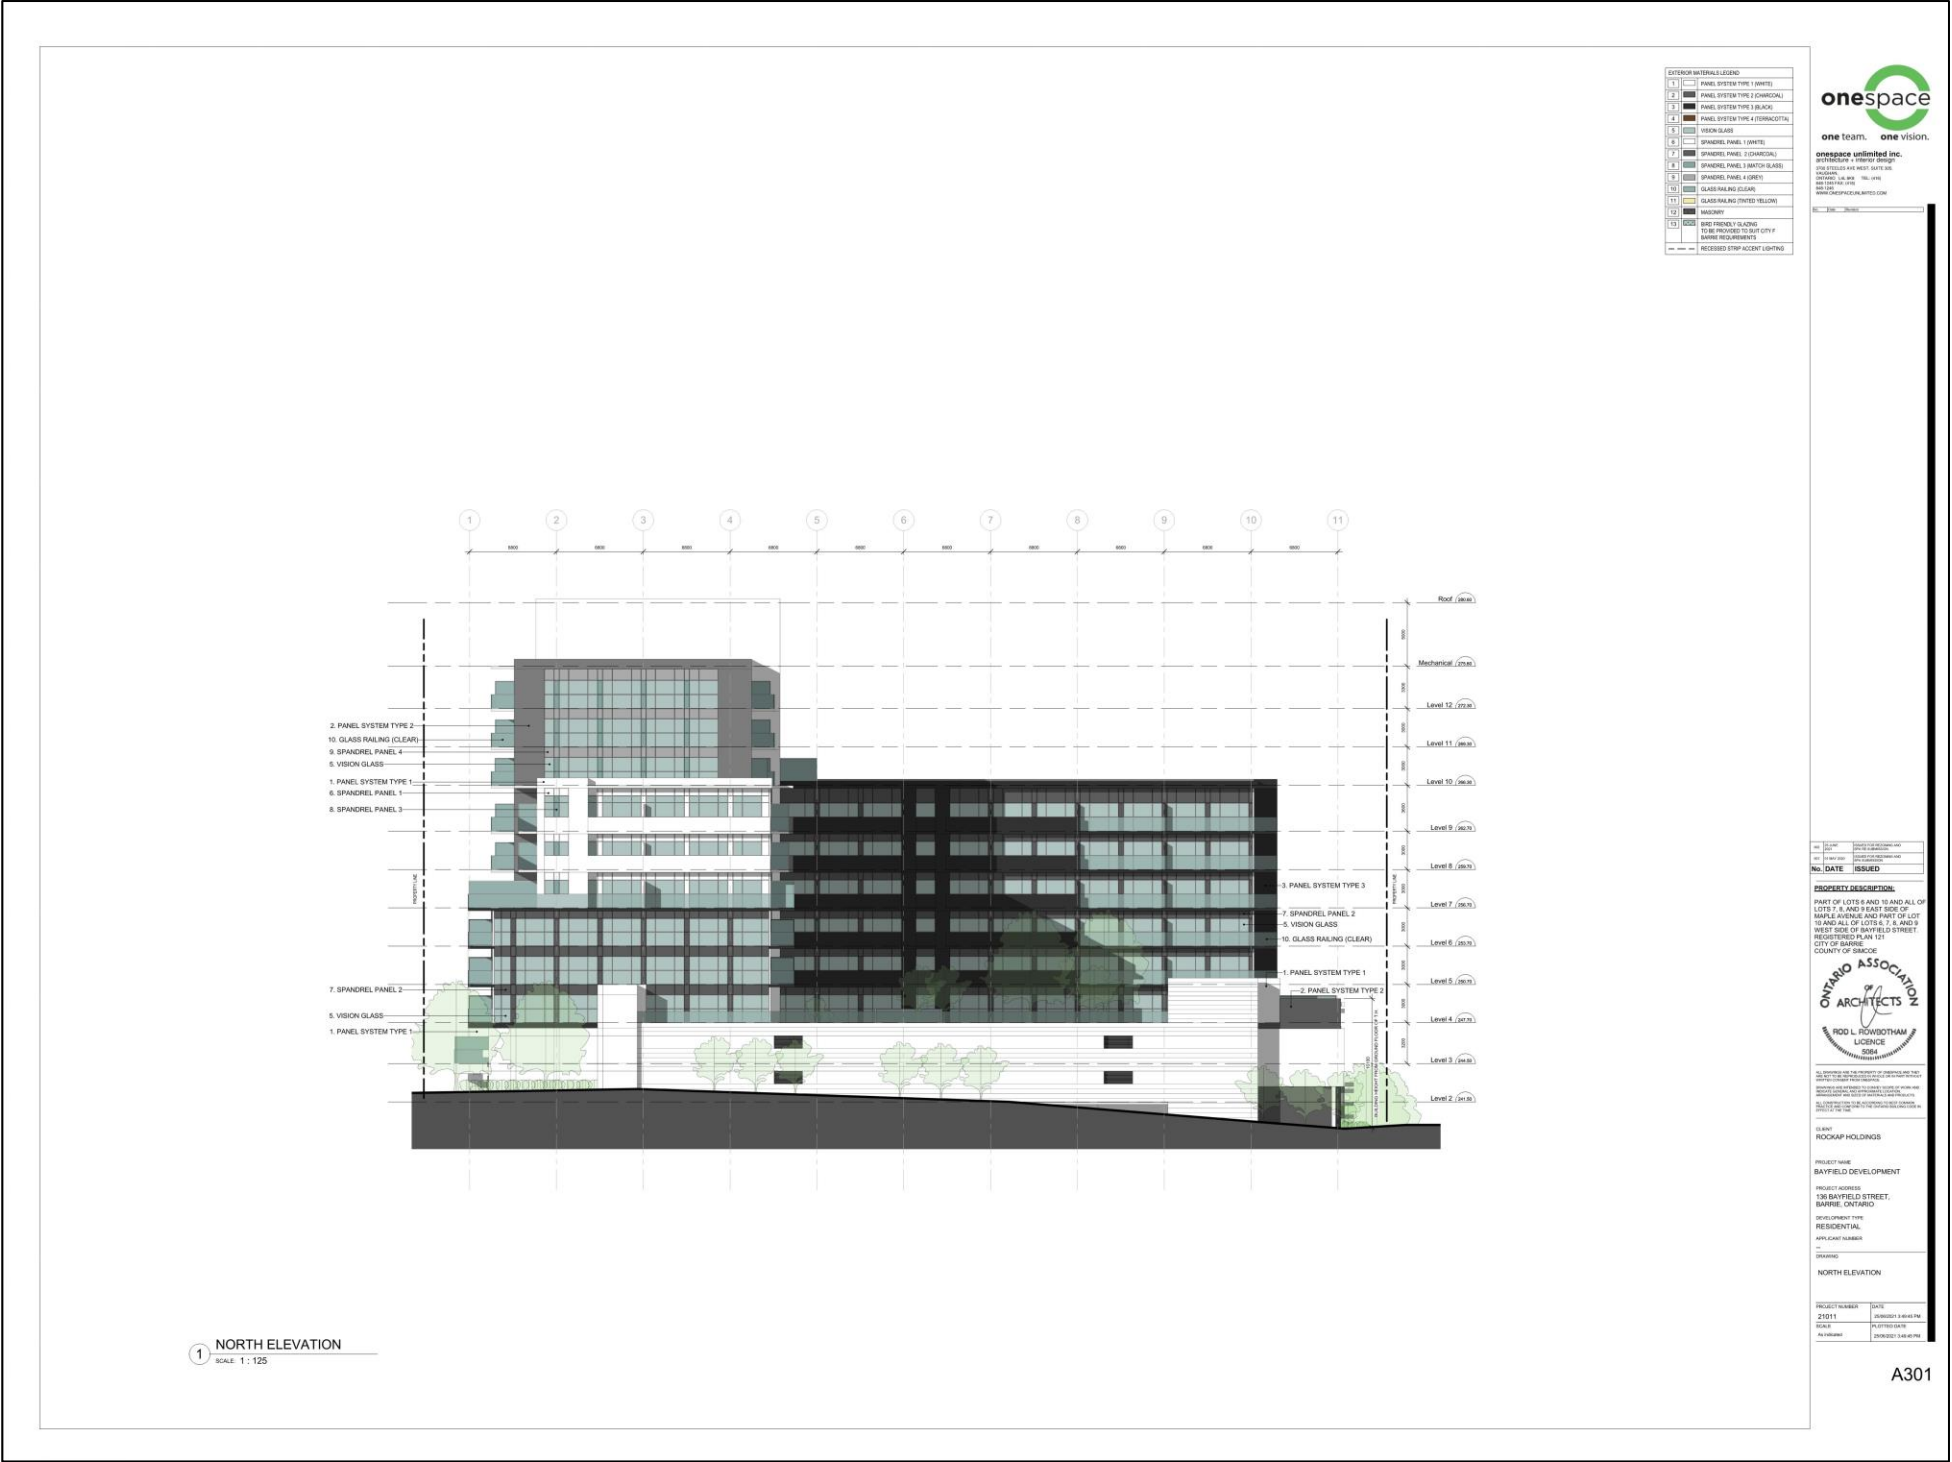 EXTERIOR MATERIALS LEGEND
1 PANEL SYSTEM TYPE 1 (WHITE)
2 PANEL SYSTEM TYPE 2 (CHARCOAL)
3 PANEL SYSTEM TYPE 3 (BLACK)
4 PANEL SYSTEM TYPE 4 (TERRACOTTA)
5 VISION GLASS
6 SPANDREL PANEL 1 (WHITE)
7 SPANDREL PANEL 2 (CHARCOAL)
8 SPANDREL PANEL 3 (MATCH GLASS)
9 SPANDREL PANEL 4 (GREY)
10 GLASS RAILING (CLEAR)
11 GLASS RAILING (TINTED YELLOW)
12 MASONRY
13 BIRD FRIENDLY GLAZING
TO BE PROVIDED TO SUIT CITY F
BARRIE REQUIREMENTS
RECESSED STRIP ACCENT LIGHTING
onespace
one team. one vision.
onespace unlimited inc.
architecture + interior design
WWW.ONESPACEUNLIMITED.COM
1 2 3 4 5 6 7 8 9 10 11
Roof
Mechanical
Level 12
Level 11
Level 10
Level 9
Level 8
Level 7
Level 6
Level 5
Level 4
Level 3
Level 2
2. PANEL SYSTEM TYPE 2
10. GLASS RAILING (CLEAR)
9. SPANDREL PANEL 4
5. VISION GLASS
1. PANEL SYSTEM TYPE 1
6. SPANDREL PANEL 1
8. SPANDREL PANEL 3
7. SPANDREL PANEL 2
5. VISION GLASS
1. PANEL SYSTEM TYPE 1
PROPERTY LINE
3. PANEL SYSTEM TYPE 3
7. SPANDREL PANEL 2
5. VISION GLASS
10. GLASS RAILING (CLEAR)
1. PANEL SYSTEM TYPE 1
2. PANEL SYSTEM TYPE 2
PROPERTY LINE
1 NORTH ELEVATION
SCALE 1 : 125
No. DATE ISSUED
PROPERTY DESCRIPTION:
PART OF LOTS 6 AND 10 AND ALL OF
LOTS 7, 8, AND 9 EAST SIDE OF
MAPLE AVENUE AND PART OF LOT
10 AND ALL OF LOTS 6, 7, 8, AND 9
WEST SIDE OF BAYFIELD STREET
REGISTERED PLAN 121
CITY OF BARRIE
COUNTY OF SIMCOE
ONTARIO ASSOCIATION
OF
ARCHITECTS
ROD L. ROWBOTHAM
LICENCE
5084
CLIENT
ROCKAP HOLDINGS
PROJECT NAME
BAYFIELD DEVELOPMENT
PROJECT ADDRESS
136 BAYFIELD STREET,
BARRIE, ONTARIO
DEVELOPMENT TYPE
RESIDENTIAL
APPLICANT NUMBER
--
DRAWING
NORTH ELEVATION
PROJECT NUMBER DATE
21011
SCALE PLOTTED DATE
As indicated
A301